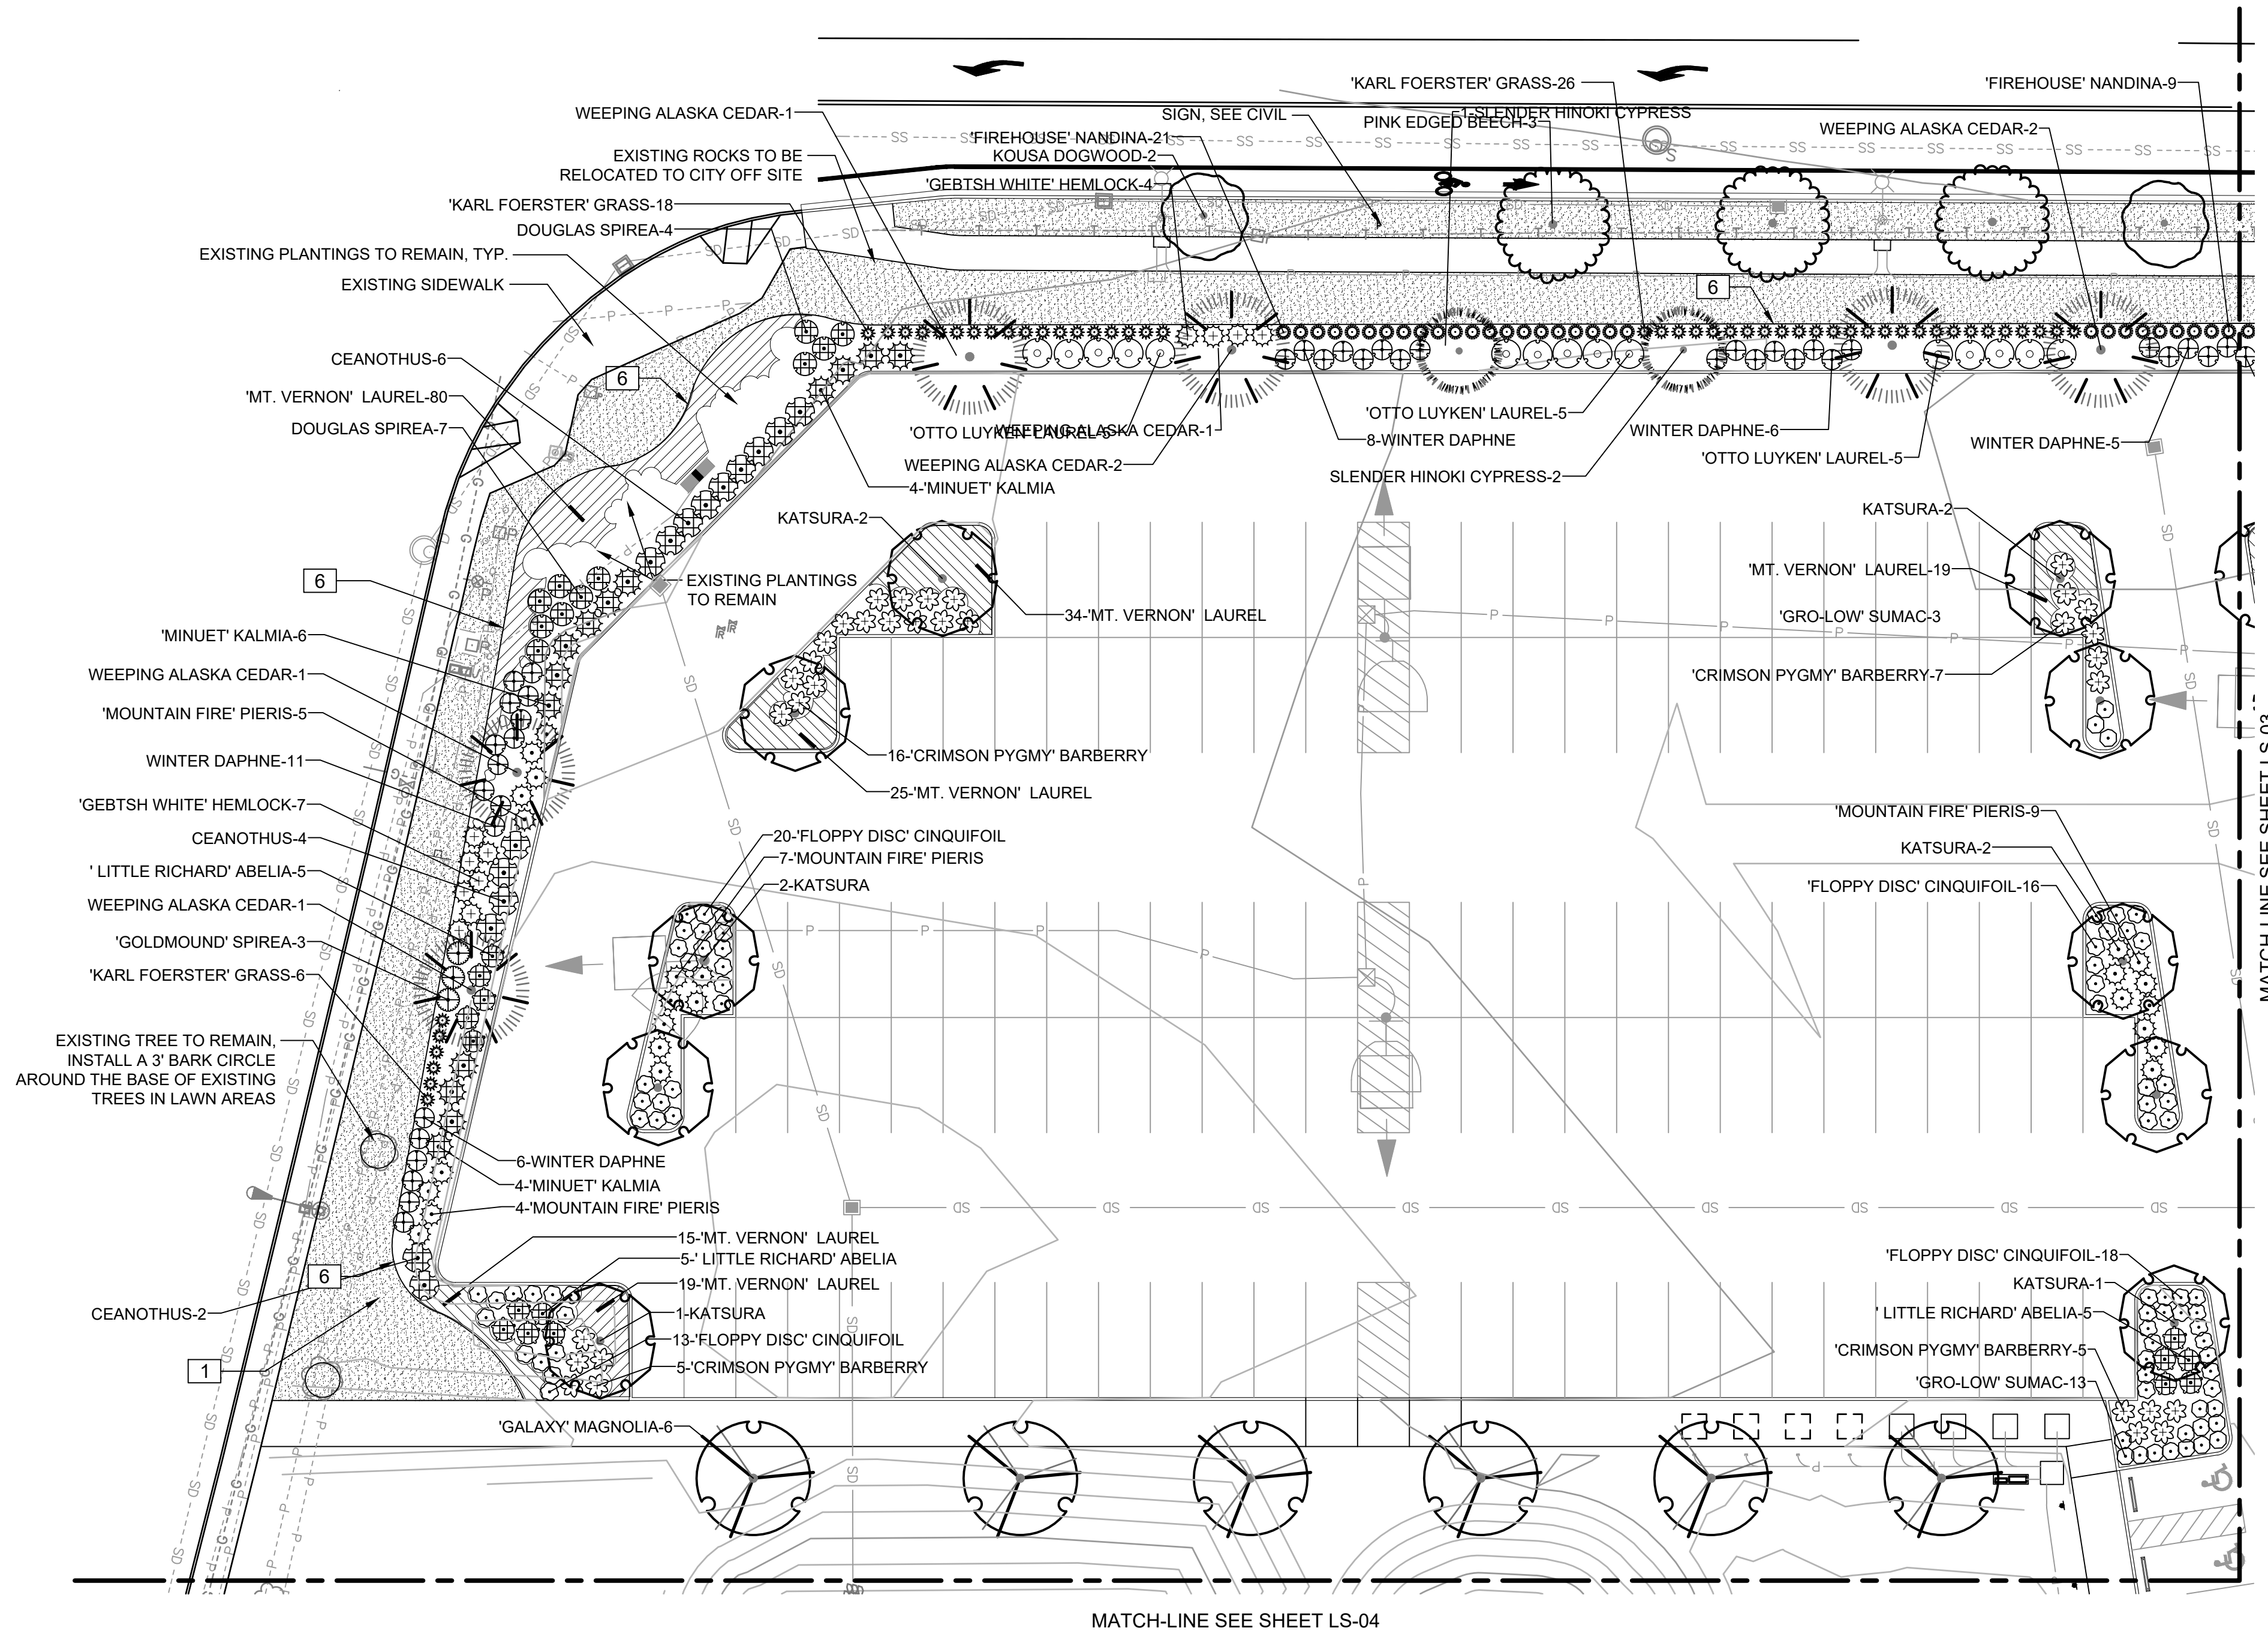 'KARL FOERSTER' GRASS-26
'FIREHOUSE' NANDINA-9
WEEPING ALASKA CEDAR-1
SIGN, SEE CIVIL
1-SLENDER HINOKI CYPRESS
PINK EDGED BEECH-3
WEEPING ALASKA CEDAR-2
'FIREHOUSE' NANDINA-21
KOUSA DOGWOOD-2
EXISTING ROCKS TO BE
RELOCATED TO CITY OFF SITE
'GEBTSH WHITE' HEMLOCK-4
'KARL FOERSTER' GRASS-18
DOUGLAS SPIREA-4
EXISTING PLANTINGS TO REMAIN, TYP.
EXISTING SIDEWALK
6
CEANOTHUS-6
6
'MT. VERNON'  LAUREL-80
DOUGLAS SPIREA-7
'OTTO LUYKEN' LAUREL-5
WEEPING ALASKA CEDAR-1
'OTTO LUYKEN' LAUREL-5
8-WINTER DAPHNE
WINTER DAPHNE-6
WINTER DAPHNE-5
'OTTO LUYKEN' LAUREL-5
WEEPING ALASKA CEDAR-2
SLENDER HINOKI CYPRESS-2
4-'MINUET' KALMIA
KATSURA-2
KATSURA-2
6
EXISTING PLANTINGS
TO REMAIN
'MT. VERNON'  LAUREL-19
34-'MT. VERNON'  LAUREL
'GRO-LOW' SUMAC-3
'MINUET' KALMIA-6
WEEPING ALASKA CEDAR-1
'CRIMSON PYGMY' BARBERRY-7
'MOUNTAIN FIRE' PIERIS-5
WINTER DAPHNE-11
16-'CRIMSON PYGMY' BARBERRY
25-'MT. VERNON'  LAUREL
'GEBTSH WHITE' HEMLOCK-7
'MOUNTAIN FIRE' PIERIS-9
CEANOTHUS-4
20-'FLOPPY DISC' CINQUIFOIL
7-'MOUNTAIN FIRE' PIERIS
KATSURA-2
' LITTLE RICHARD' ABELIA-5
2-KATSURA
'FLOPPY DISC' CINQUIFOIL-16
WEEPING ALASKA CEDAR-1
'GOLDMOUND' SPIREA-3
'KARL FOERSTER' GRASS-6
EXISTING TREE TO REMAIN,
INSTALL A 3' BARK CIRCLE
AROUND THE BASE OF EXISTING
TREES IN LAWN AREAS
6-WINTER DAPHNE
4-'MINUET' KALMIA
4-'MOUNTAIN FIRE' PIERIS
15-'MT. VERNON'  LAUREL
5-' LITTLE RICHARD' ABELIA
19-'MT. VERNON'  LAUREL
6
CEANOTHUS-2
1-KATSURA
13-'FLOPPY DISC' CINQUIFOIL
5-'CRIMSON PYGMY' BARBERRY
1
'FLOPPY DISC' CINQUIFOIL-18
KATSURA-1
' LITTLE RICHARD' ABELIA-5
'CRIMSON PYGMY' BARBERRY-5
'GRO-LOW' SUMAC-13
'GALAXY' MAGNOLIA-6
MATCH-LINE SEE SHEET LS-04
MATCH LINE SEE SHEET LS-03